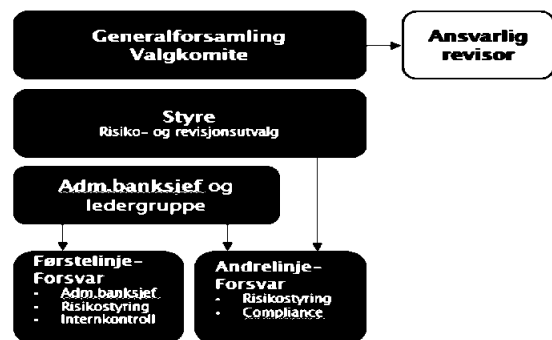 Generalforsamling
Valgkomite
Ansvarlig
revisor
Styre
Risiko- og revisjonsutvalg
Adm.banksjef og
ledergruppe
Førstelinje-
Forsvar
- Adm.banksjef
- Risikostyring
- Internkontroll
Andrelinje-
Forsvar
- Risikostyring
- Compliance